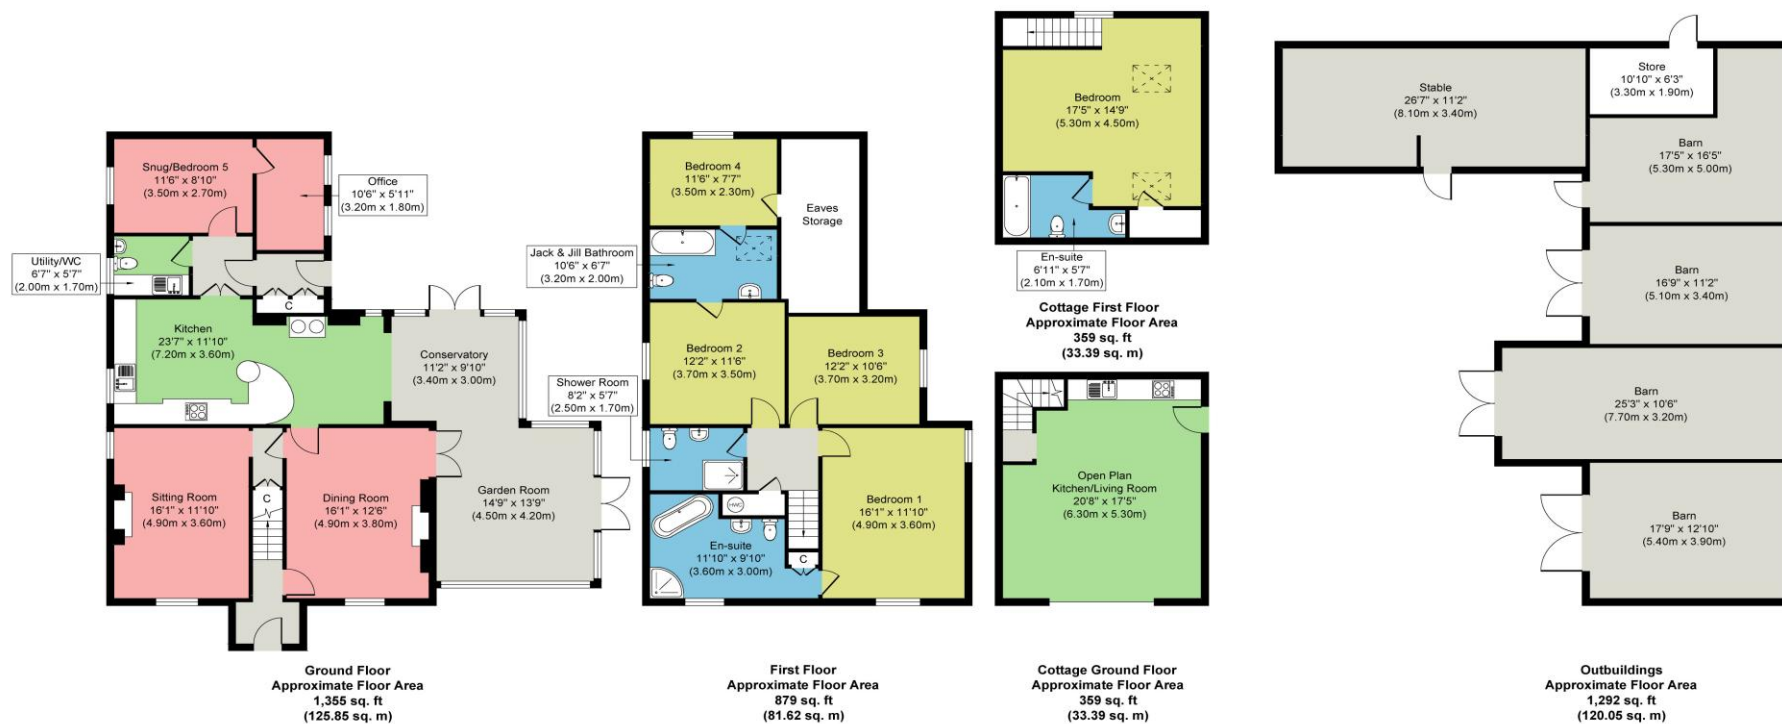 Snug/Bedroom 5
11'6" x 8'10"
(3.50m x 2.70m)
Office
10'6" x 5'11"
(3.20m x 1.80m)
Utility/WC
6'7" x 5'7"
(2.00m x 1.70m)
C
Kitchen
23'7" x 11'10"
(7.20m x 3.60m)
Conservatory
11'2" x 9'10"
(3.40m x 3.00m)
Sitting Room
16'1" x 11'10"
(4.90m x 3.60m)
C
Dining Room
16'1" x 12'6"
(4.90m x 3.80m)
Garden Room
14'9" x 13'9"
(4.50m x 4.20m)
Ground Floor
Approximate Floor Area
1,355 sq. ft
(125.85 sq. m)
Bedroom 4
11'6" x 7'7"
(3.50m x 2.30m)
Eaves
Storage
Jack & Jill Bathroom
10'6" x 6'7"
(3.20m x 2.00m)
Bedroom 2
12'2" x 11'6"
(3.70m x 3.50m)
Bedroom 3
12'2" x 10'6"
(3.70m x 3.20m)
Shower Room
8'2" x 5'7"
(2.50m x 1.70m)
HWC
Bedroom 1
16'1" x 11'10"
(4.90m x 3.60m)
En-suite
11'10" x 9'10"
(3.60m x 3.00m)
C
First Floor
Approximate Floor Area
879 sq. ft
(81.62 sq. m)
Bedroom
17'5" x 14'9"
(5.30m x 4.50m)
En-suite
6'11" x 5'7"
(2.10m x 1.70m)
Cottage First Floor
Approximate Floor Area
359 sq. ft
(33.39 sq. m)
Open Plan
Kitchen/Living Room
20'8" x 17'5"
(6.30m x 5.30m)
Cottage Ground Floor
Approximate Floor Area
359 sq. ft
(33.39 sq. m)
Stable
26'7" x 11'2"
(8.10m x 3.40m)
Store
10'10" x 6'3"
(3.30m x 1.90m)
Barn
17'5" x 16'5"
(5.30m x 5.00m)
Barn
16'9" x 11'2"
(5.10m x 3.40m)
Barn
25'3" x 10'6"
(7.70m x 3.20m)
Barn
17'9" x 12'10"
(5.40m x 3.90m)
Outbuildings
Approximate Floor Area
1,292 sq. ft
(120.05 sq. m)